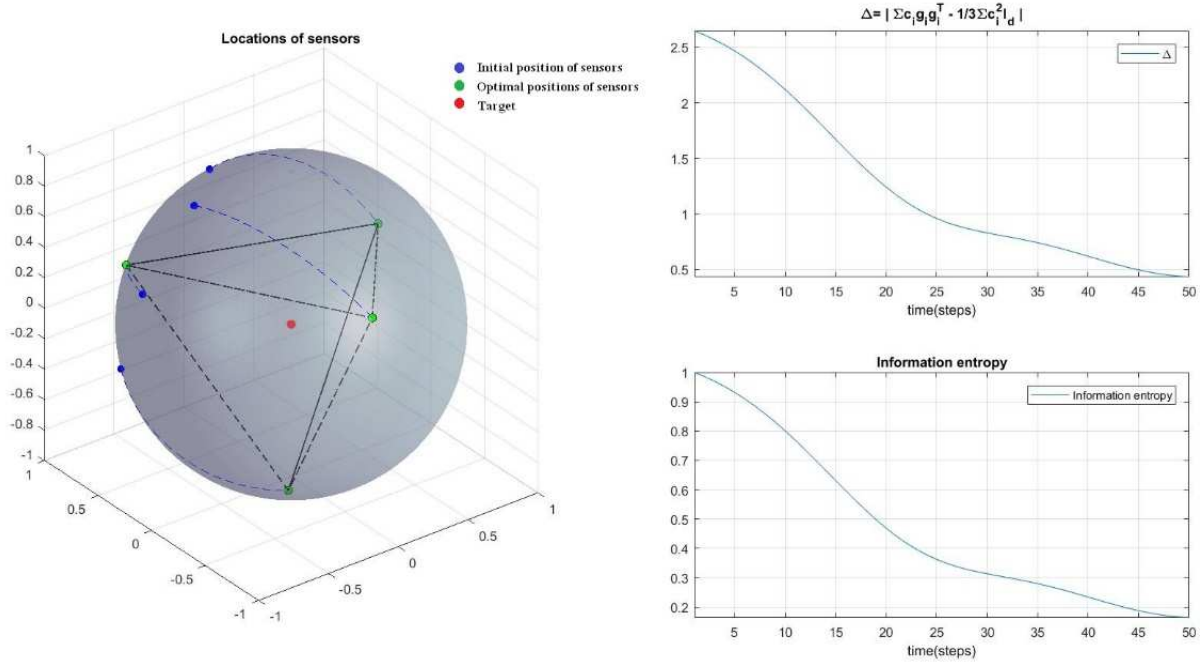 Locations of sensors
Initial position of sensors
Optimal positions of sensors
Target
1
0.8
0.6
0.4
0.2
0
-0.2
-0.4
-0.6
-0.8
-1
1
0.5
0
-0.5
-1
-1
-0.5
0
0.5
1
Δ= | Σc_i g_i g_i^T - 1/3Σc_i^2 I_d |
Δ
2.5
2
1.5
1
0.5
5 10 15 20 25 30 35 40 45 50
time(steps)
Information entropy
Information entropy
1
0.9
0.8
0.7
0.6
0.5
0.4
0.3
0.2
5 10 15 20 25 30 35 40 45 50
time(steps)